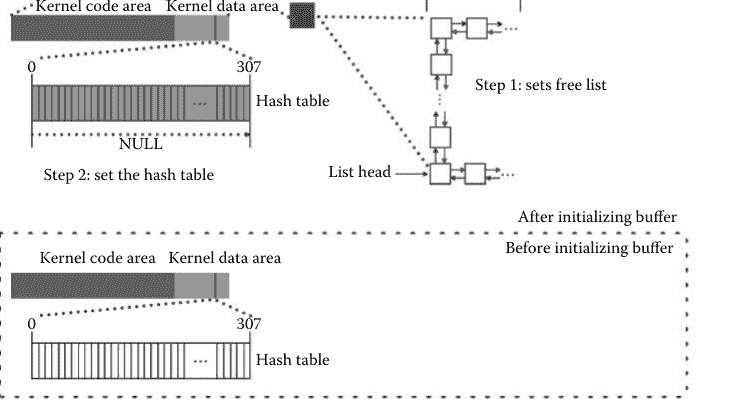 Kernel code area Kernel data area
0 307
Step 1: sets free list
... Hash table
NULL
Step 2: set the hash table
List head
After initializing buffer
Before initializing buffer
Kernel code area Kernel data area
0 307
... Hash table